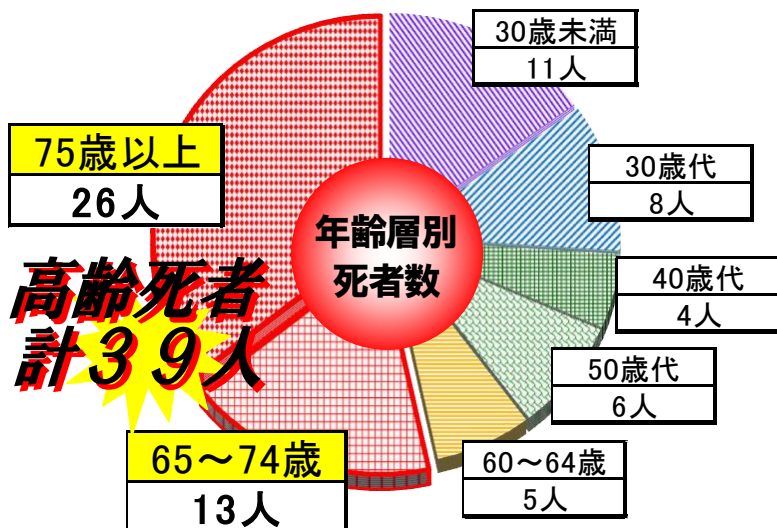 年齢層別
死者数
30歳未満
11人
30歳代
8人
40歳代
4人
50歳代
6人
60～64歳
5人
65～74歳
13人
75歳以上
26人
高齢死者
計３９人